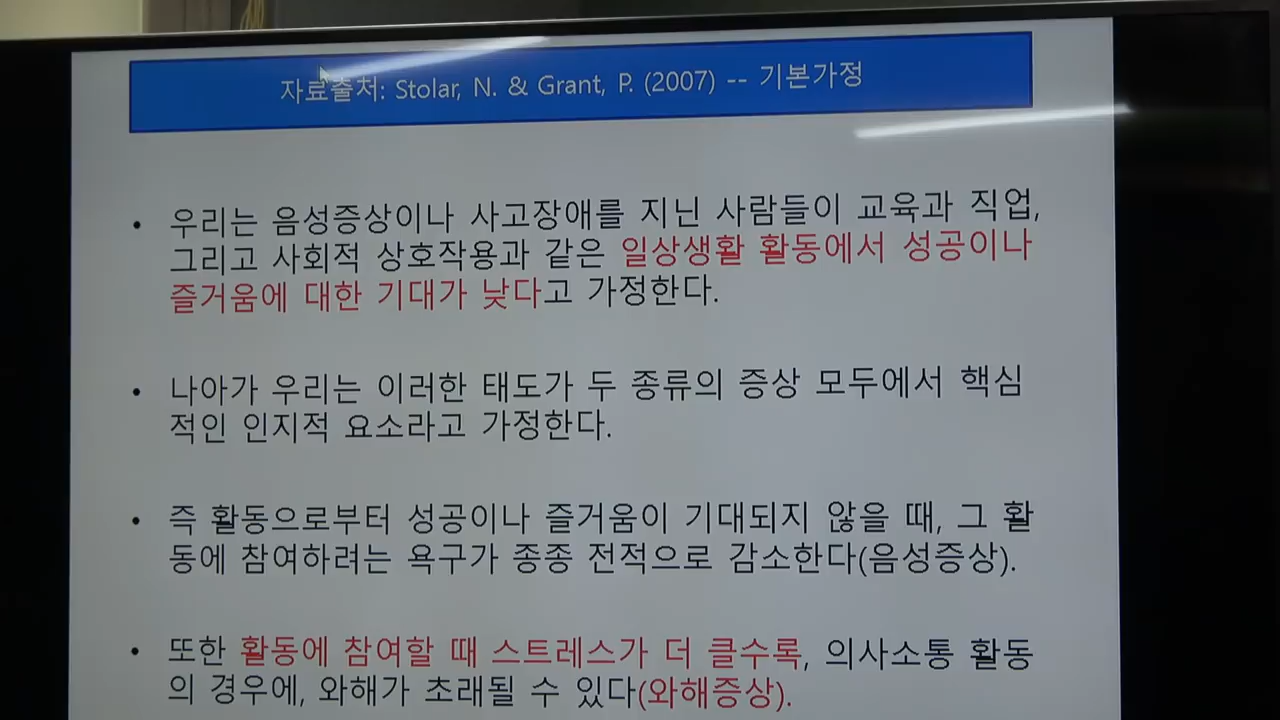 자료출처: Stolar, N. & Grant, P. (2007) -- 기본가정
• 우리는 음성증상이나 사고장애를 지닌 사람들이 교육과 직업,
그리고 사회적 상호작용과 같은 일상생활 활동에서 성공이나
즐거움에 대한 기대가 낮다고 가정한다.
• 나아가 우리는 이러한 태도가 두 종류의 증상 모두에서 핵심
적인 인지적 요소라고 가정한다.
• 즉 활동으로부터 성공이나 즐거움이 기대되지 않을 때, 그 활
동에 참여하려는 욕구가 종종 전적으로 감소한다(음성증상).
• 또한 활동에 참여할 때 스트레스가 더 클수록, 의사소통 활동
의 경우에, 와해가 초래될 수 있다(와해증상).